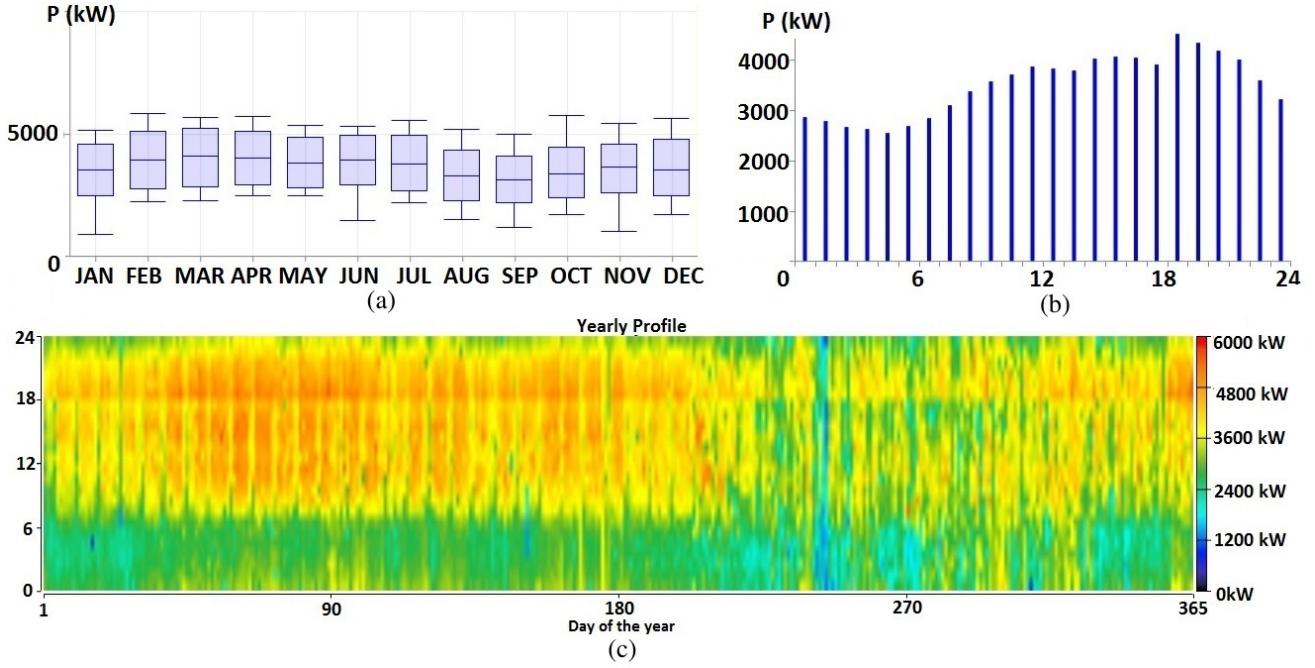 P (kW)
5000
0
JAN FEB MAR APR MAY JUN JUL AUG SEP OCT NOV DEC
(a)
P (kW)
4000
3000
2000
1000
0 6 12 18 24
(b)
Yearly Profile
24
18
12
6
0
1 90 180 270 365
Day of the year
6000 kW
4800 kW
3600 kW
2400 kW
1200 kW
0kW
(c)